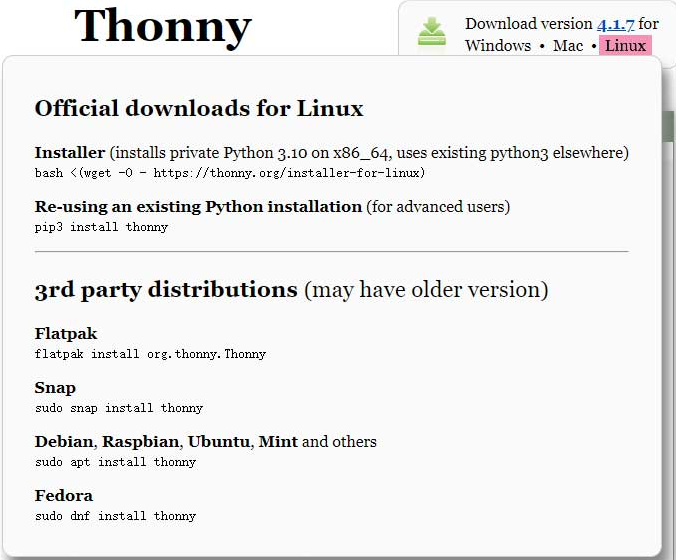 Thonny
Download version 4.1.7 for
Windows • Mac • Linux
Official downloads for Linux
Installer (installs private Python 3.10 on x86_64, uses existing python3 elsewhere)
bash <(wget -O - https://thonny.org/installer-for-linux)
Re-using an existing Python installation (for advanced users)
pip3 install thonny
3rd party distributions (may have older version)
Flatpak
flatpak install org.thonny.Thonny
Snap
sudo snap install thonny
Debian, Raspbian, Ubuntu, Mint and others
sudo apt install thonny
Fedora
sudo dnf install thonny